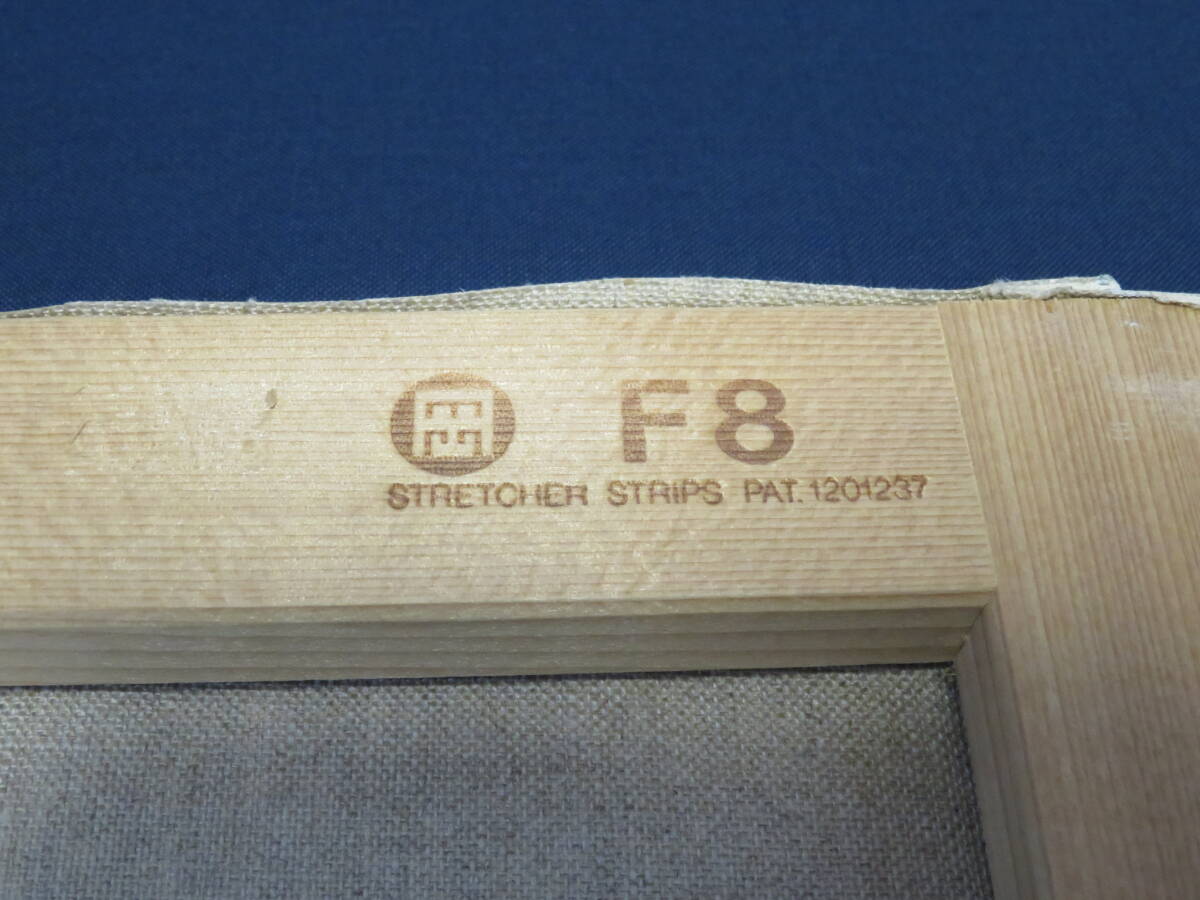 F8
STRETCHER STRIPS PAT. 1201237